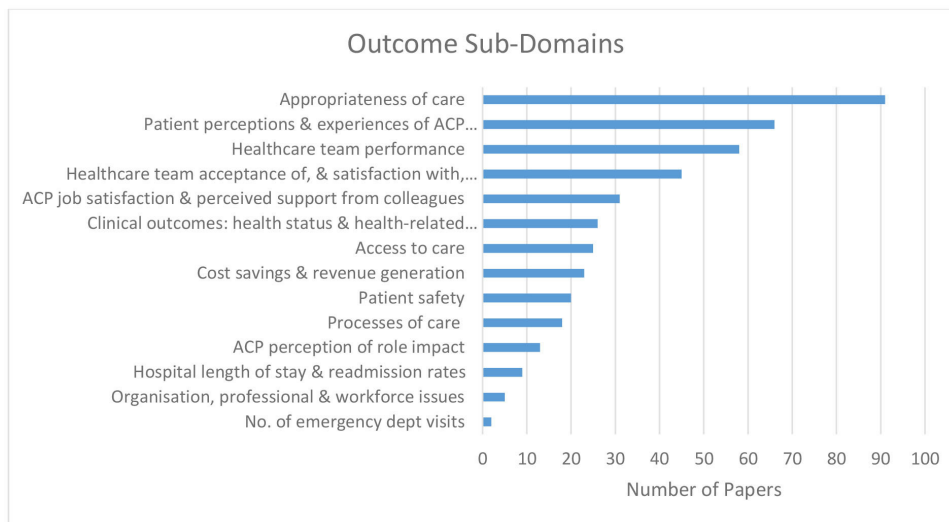 Outcome Sub-Domains
Appropriateness of care
Patient perceptions & experiences of ACP...
Healthcare team performance
Healthcare team acceptance of, & satisfaction with,...
ACP job satisfaction & perceived support from colleagues
Clinical outcomes: health status & health-related...
Access to care
Cost savings & revenue generation
Patient safety
Processes of care
ACP perception of role impact
Hospital length of stay & readmission rates
Organisation, professional & workforce issues
No. of emergency dept visits
0 10 20 30 40 50 60 70 80 90 100
Number of Papers